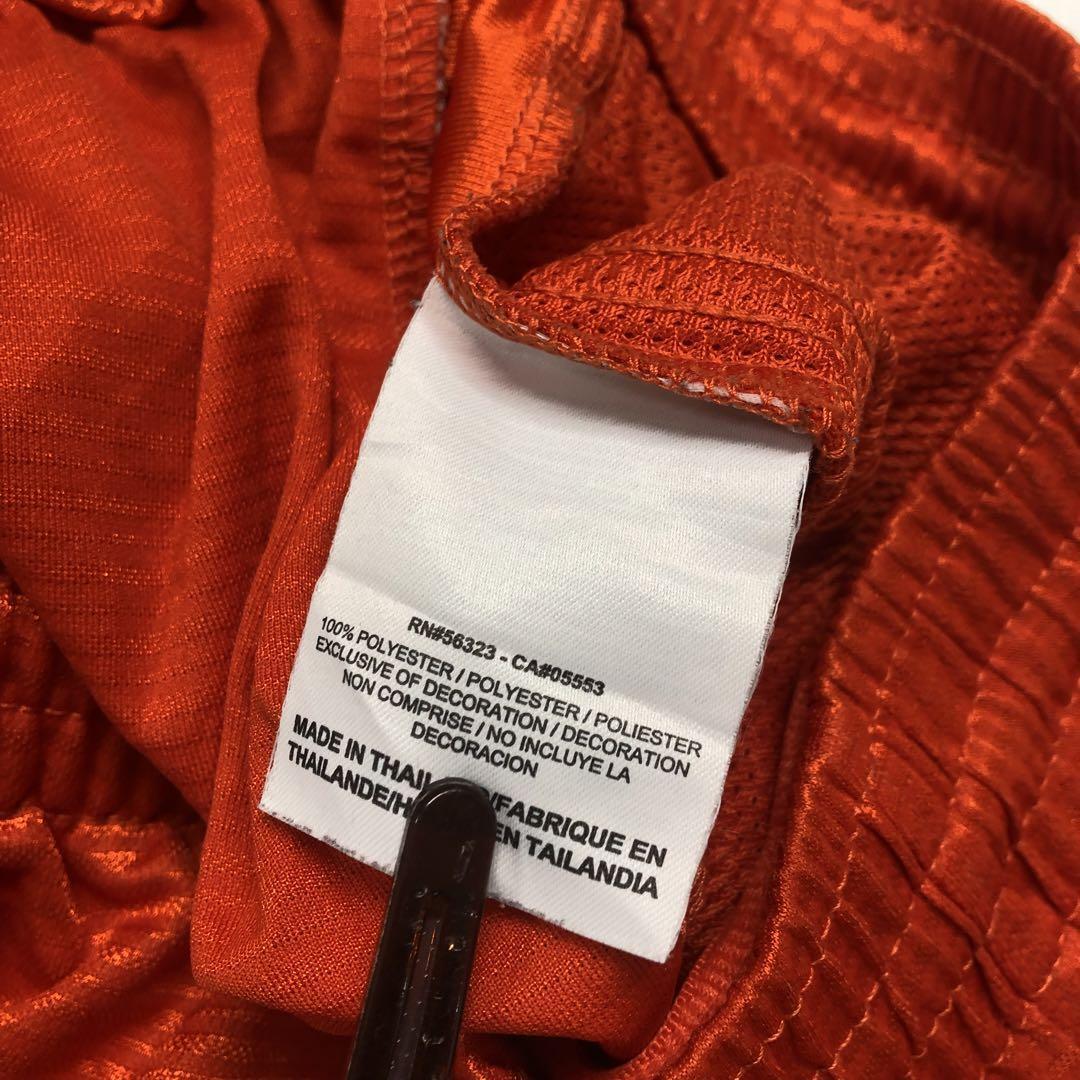 RN#56323 - CA#05553
100% POLYESTER / POLYESTER / POLIESTER
EXCLUSIVE OF DECORATION / DECORATION
NON COMPRISE / NO INCLUYE LA
DECORACION
MADE IN /FABRIQUE EN
THAILANDE/ EN TAILANDIA